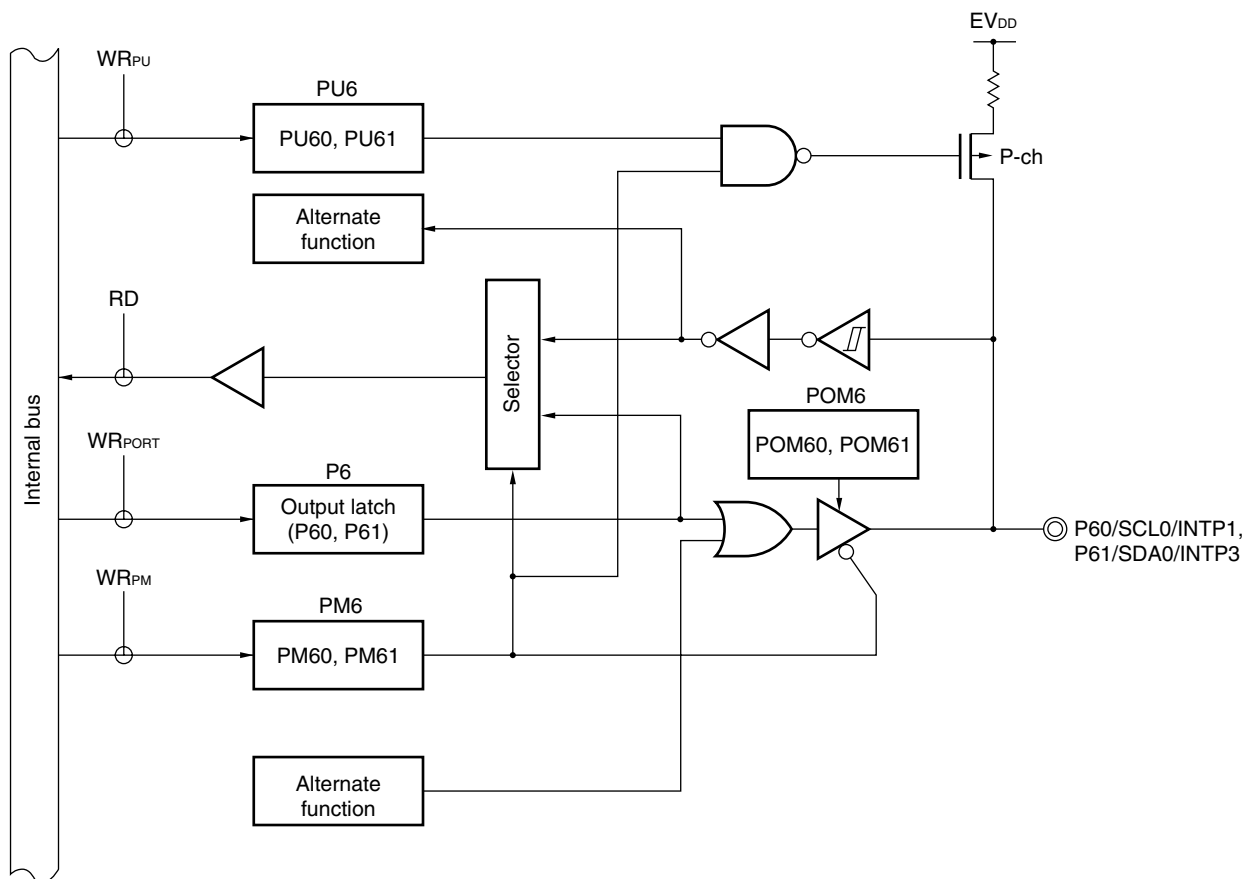 EVDD
WRPU
PU6
PU60, PU61
P-ch
Alternate
function
RD
Selector
POM6
POM60, POM61
Internal bus
WRPORT
P6
Output latch
(P60, P61)
P60/SCL0/INTP1,
P61/SDA0/INTP3
WRPM
PM6
PM60, PM61
Alternate
function